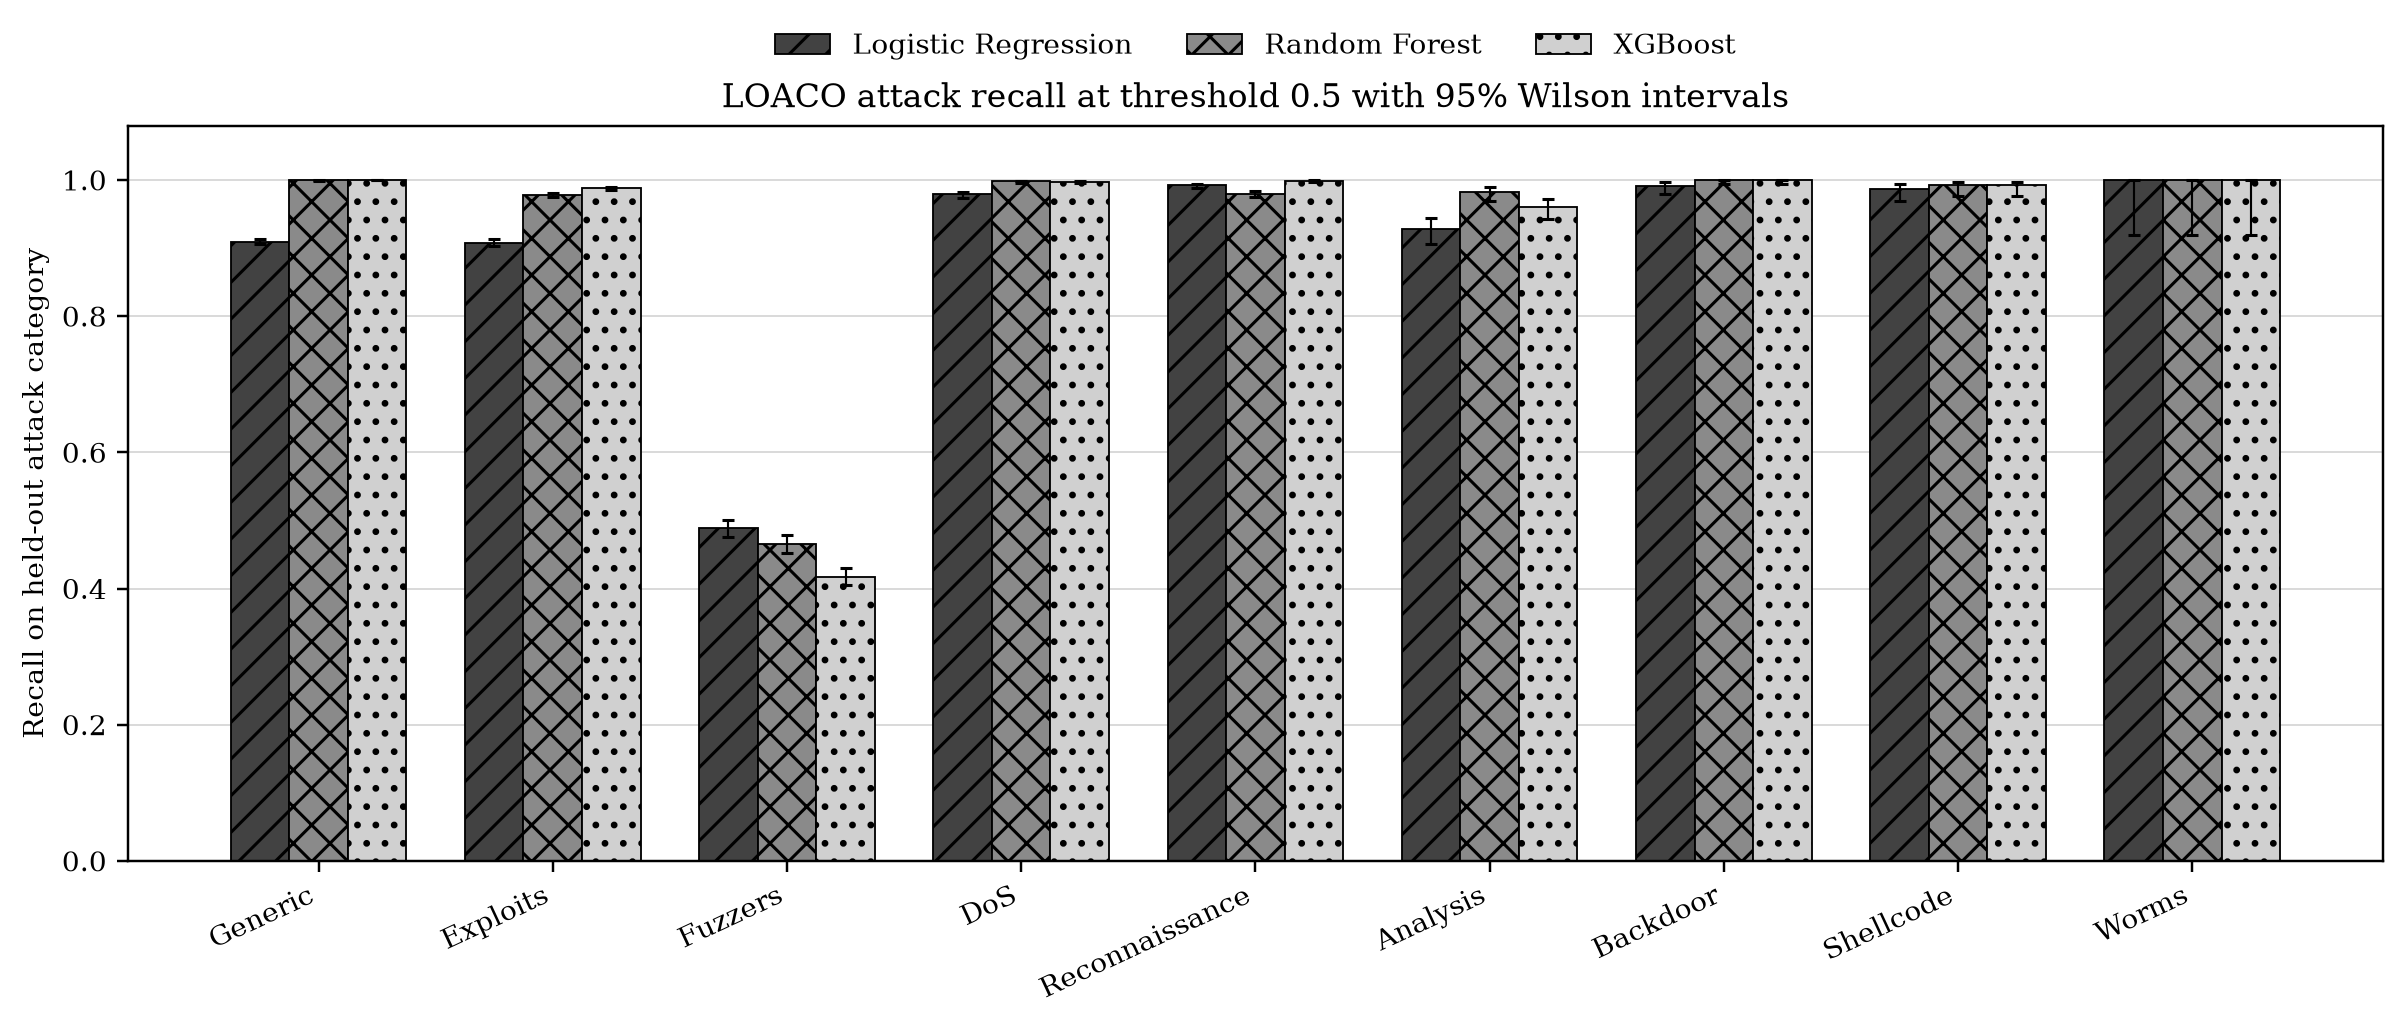 Logistic Regression Random Forest XGBoost
LOACO attack recall at threshold 0.5 with 95% Wilson intervals
Recall on held-out attack category
1.0
0.8
0.6
0.4
0.2
0.0
Generic Exploits Fuzzers DoS Reconnaissance Analysis Backdoor Shellcode Worms